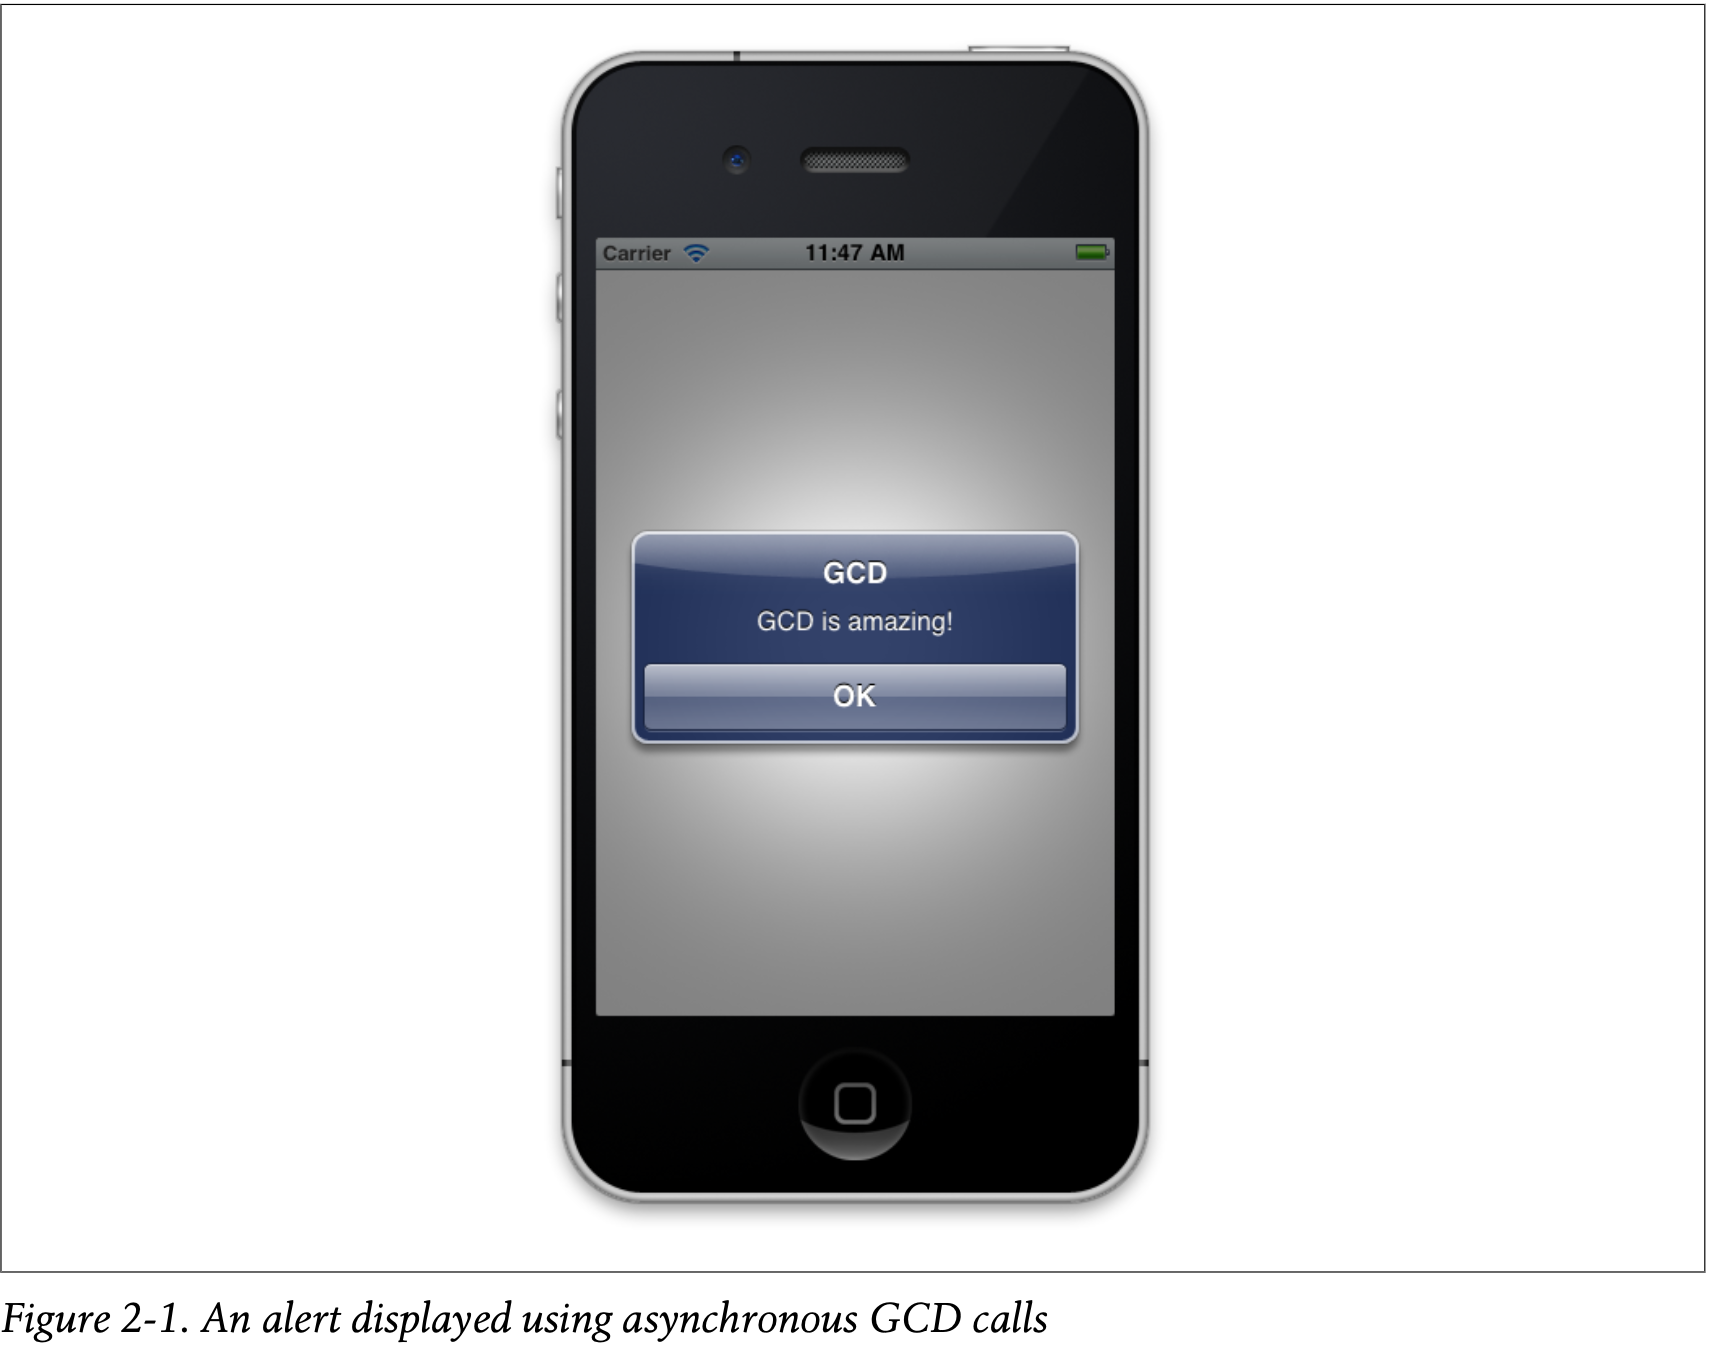 Carrier 11:47 AM
GCD
GCD is amazing!
OK
Figure 2-1. An alert displayed using asynchronous GCD calls